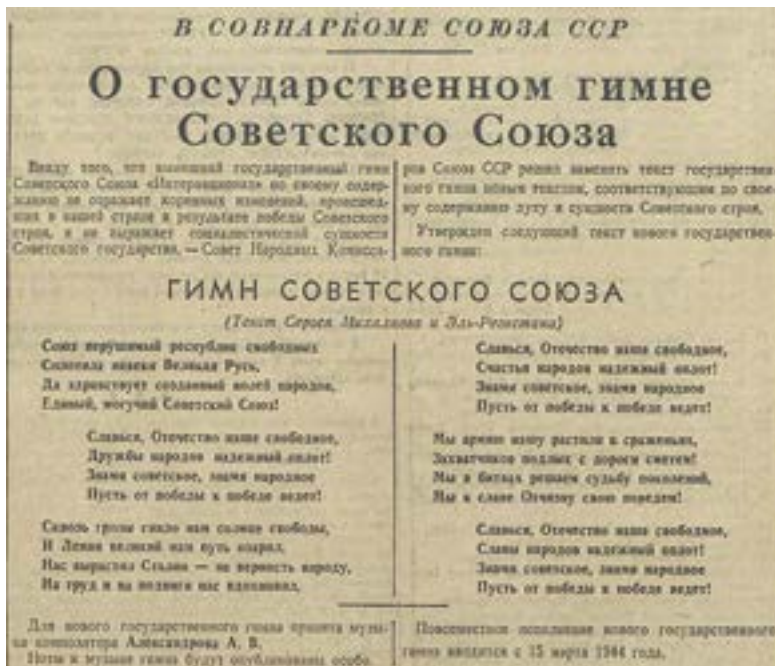 В СОВНАРКОМЕ СОЮЗА ССР
О государственном гимне
Советского Союза
Ввиду того, что нынешний государственный гимн
Советского Союза «Интернационал» по своему содер-
жанию не отражает коренных изменений, происшед-
ших в нашей стране в результате победы Советского
строя, и не выражает социалистической сущности
Советского государства, — Совет Народных Комисса-
ров Союза ССР решил заменить текст государствен-
ного гимна новым текстом, соответствующим по свое-
му содержанию духу и сущности Советского строя.
Утвержден следующий текст нового государствен-
ного гимна:
ГИМН СОВЕТСКОГО СОЮЗА
(Текст Сергея Михалкова и Эль-Регистана)
Союз нерушимый республик свободных
Сплотила навеки Великая Русь.
Да здравствует созданный волей народов,
Единый, могучий Советский Союз!
Славься, Отечество наше свободное,
Дружбы народов надежный оплот!
Знамя советское, знамя народное
Пусть от победы к победе ведет!
Сквозь грозы сияло нам солнце свободы,
И Ленин великий нам путь озарил.
Нас вырастил Сталин — на верность народу,
На труд и на подвиги нас вдохновил.
Славься, Отечество наше свободное,
Счастья народов надежный оплот!
Знамя советское, знамя народное
Пусть от победы к победе ведет!
Мы армию нашу растили в сраженьях,
Захватчиков подлых с дороги сметем!
Мы в битвах решаем судьбу поколений,
Мы к славе Отчизну свою поведем!
Славься, Отечество наше свободное,
Славы народов надежный оплот!
Знамя советское, знамя народное
Пусть от победы к победе ведет!
Для нового государственного гимна принята музы-
ка композитора Александрова А. В.
Ноты к музыке гимна будут опубликованы особо.
Повсеместное исполнение нового государственного
гимна вводится с 15 марта 1944 года.